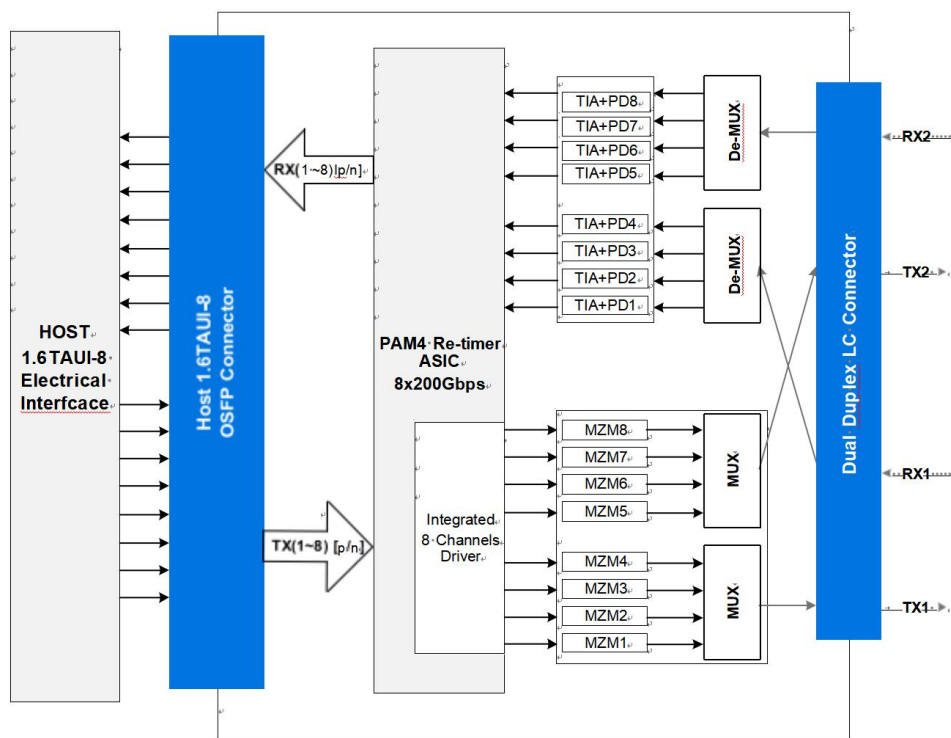 HOST
1.6TAUI-8
Electrical
Interfcace
Host 1.6TAUI-8
OSFP Connector
RX(1~8)[p/n]
TX(1~8) [p/n]
PAM4 Re-timer
ASIC
8x200Gbps
Integrated
8 Channels
Driver
TIA+PD8
TIA+PD7
TIA+PD6
TIA+PD5
TIA+PD4
TIA+PD3
TIA+PD2
TIA+PD1
De-MUX
De-MUX
MZM8
MZM7
MZM6
MZM5
MZM4
MZM3
MZM2
MZM1
MUX
MUX
Dual Duplex LC Connector
RX2
TX2
RX1
TX1